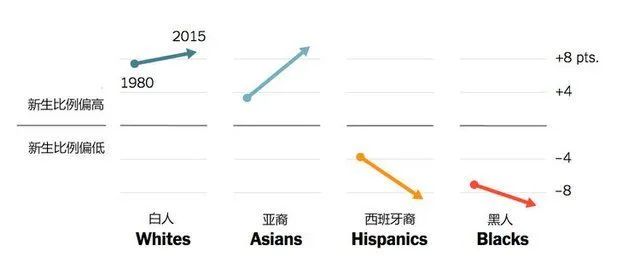 2015
1980
+8 pts.
+4
新生比例偏高
新生比例偏低
–4
–8
白人
Whites
亚裔
Asians
西班牙裔
Hispanics
黑人
Blacks